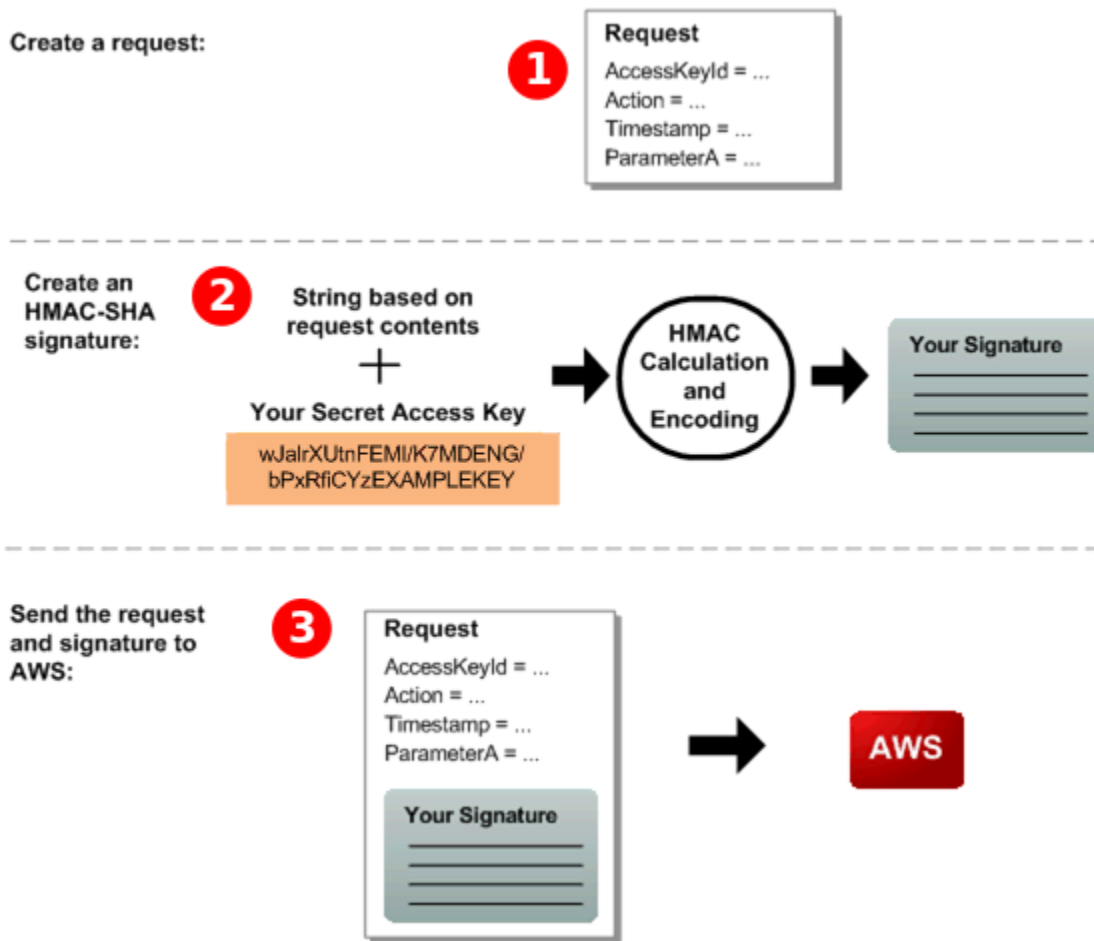 Create a request:
1
Request
AccessKeyId = ...
Action = ...
Timestamp = ...
ParameterA = ...
Create an
HMAC-SHA
signature:
2
String based on
request contents
+
Your Secret Access Key
wJalrXUtnFEMI/K7MDENG/
bPxRfiCYzEXAMPLEKEY
HMAC
Calculation
and
Encoding
Your Signature
Send the request
and signature to
AWS:
3
Request
AccessKeyId = ...
Action = ...
Timestamp = ...
ParameterA = ...
Your Signature
AWS